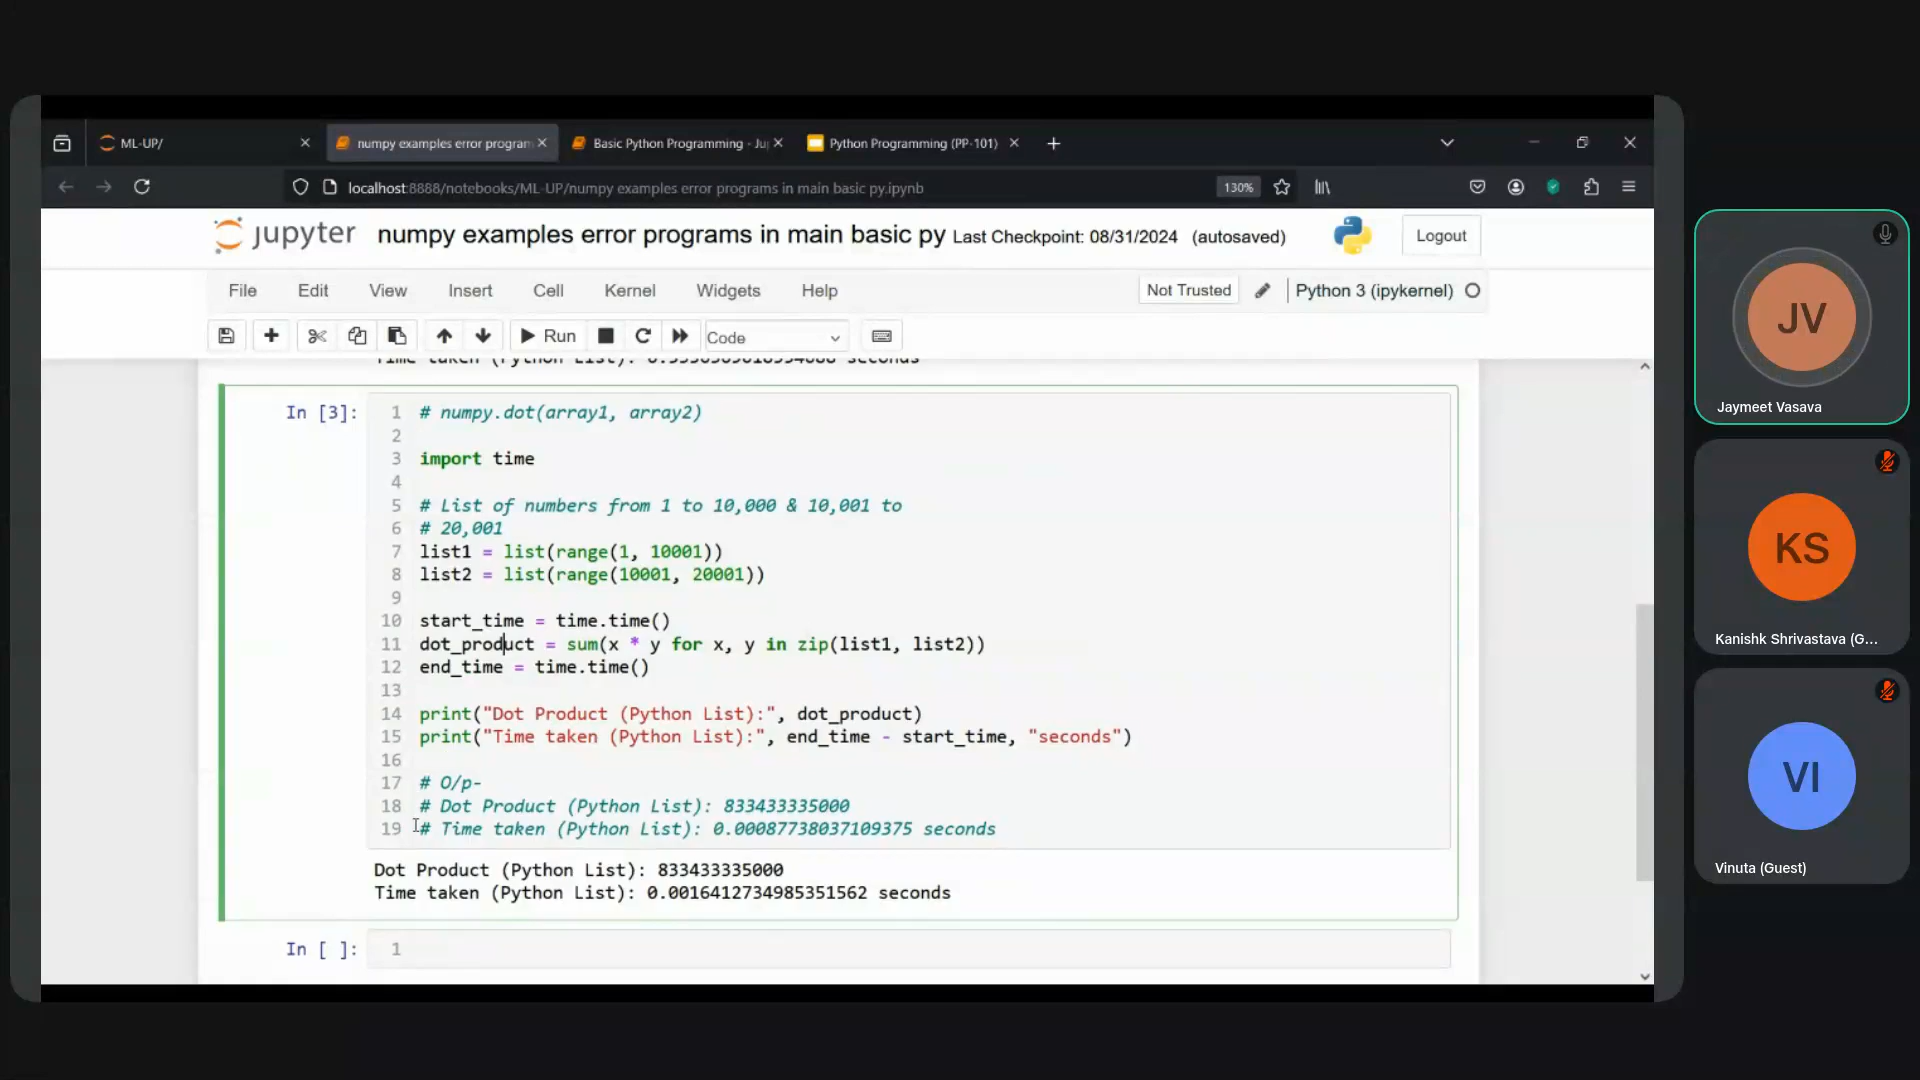 ML-UP/
numpy examples error progran
Basic Python Programming - Ju
Python Programming (PP-101)
localhost:8888/notebooks/ML-UP/numpy examples error programs in main basic py.ipynb
130%
jupyter numpy examples error programs in main basic py Last Checkpoint: 08/31/2024 (autosaved)
Logout
File Edit View Insert Cell Kernel Widgets Help
Not Trusted
Python 3 (ipykernel)
Run
Code
Time taken (Python List): seconds
In [3]:
1 # numpy.dot(array1, array2)
2
3 import time
4
5 # List of numbers from 1 to 10,000 & 10,001 to
6 # 20,001
7 list1 = list(range(1, 10001))
8 list2 = list(range(10001, 20001))
9
10 start_time = time.time()
11 dot_product = sum(x * y for x, y in zip(list1, list2))
12 end_time = time.time()
13
14 print("Dot Product (Python List):", dot_product)
15 print("Time taken (Python List):", end_time - start_time, "seconds")
16
17 # O/p-
18 # Dot Product (Python List): 833433335000
19 # Time taken (Python List): 0.00087738037109375 seconds
Dot Product (Python List): 833433335000
Time taken (Python List): 0.0016412734985351562 seconds
In [ ]:
1
JV
Jaymeet Vasava
KS
Kanishk Shrivastava (G...
VI
Vinuta (Guest)